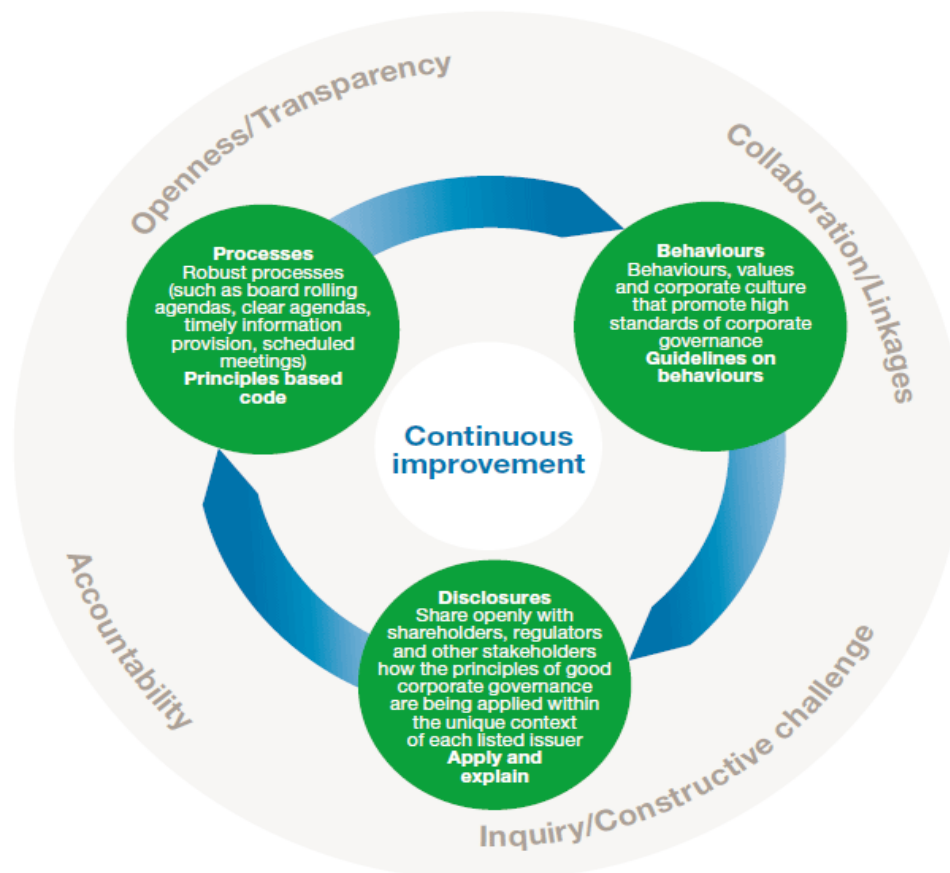 Openness/Transparency
Collaboration/Linkages
Processes
Robust processes
(such as board rolling
agendas, clear agendas,
timely information
provision, scheduled
meetings)
Principles based
code
Behaviours
Behaviours, values
and corporate culture
that promote high
standards of corporate
governance
Guidelines on
behaviours
Continuous
improvement
Disclosures
Share openly with
shareholders, regulators
and other stakeholders
how the principles of good
corporate governance
are being applied within
the unique context
of each listed issuer
Apply and
explain
Accountability
Inquiry/Constructive challenge